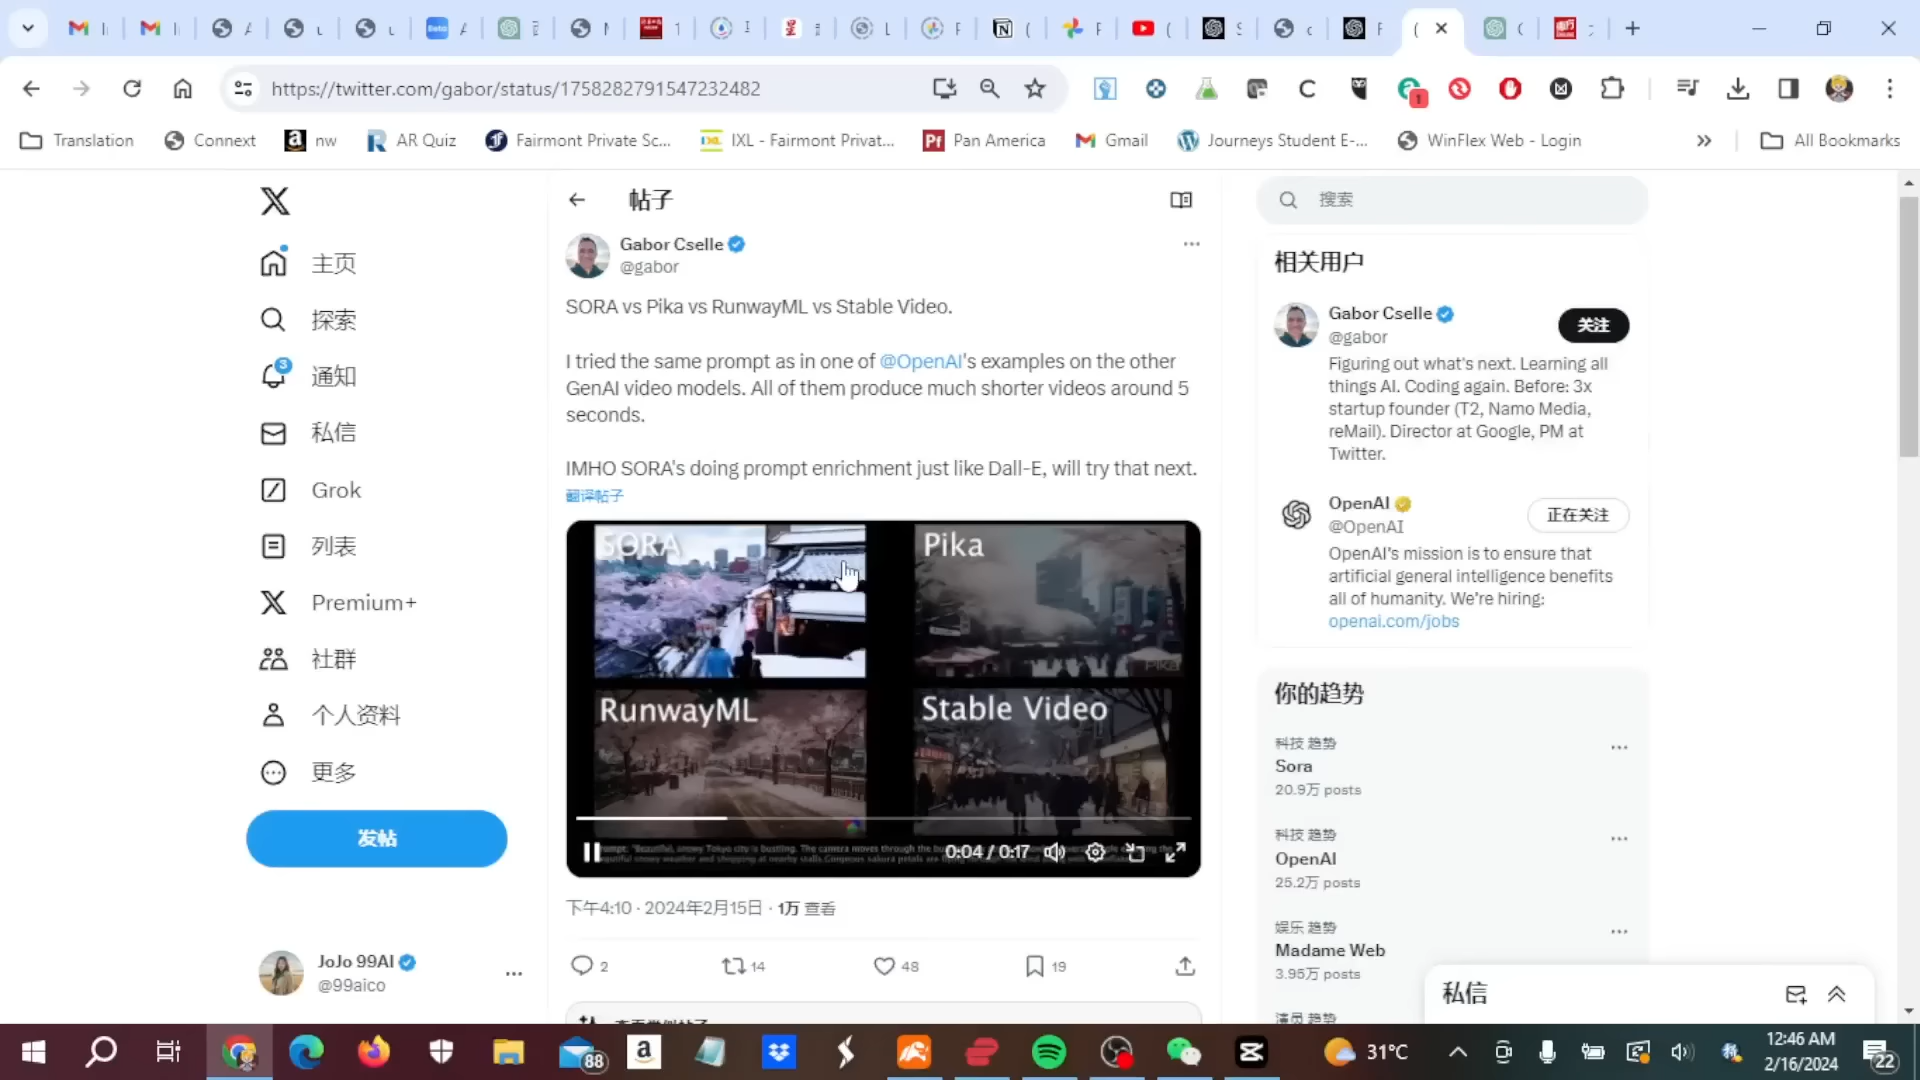 https://twitter.com/gabor/status/1758282791547232482
Translation
Connext
nw
AR Quiz
Fairmont Private Sc...
IXL - Fairmont Privat...
Pan America
Gmail
Journeys Student E-...
WinFlex Web - Login
All Bookmarks
主页
探索
3
通知
私信
Grok
列表
Premium+
社群
个人资料
更多
发帖
JoJo 99AI
@99aico
帖子
Gabor Cselle
@gabor
SORA vs Pika vs RunwayML vs Stable Video.
I tried the same prompt as in one of @OpenAI's examples on the other
GenAI video models. All of them produce much shorter videos around 5
seconds.
IMHO SORA's doing prompt enrichment just like Dall-E, will try that next.
翻译帖子
SORA
Pika
Pika
RunwayML
Stable Video
0:04 / 0:17
下午4:10 · 2024年2月15日 · 1万 查看
2
14
48
19
搜索
相关用户
Gabor Cselle
@gabor
关注
Figuring out what's next. Learning all
things AI. Coding again. Before: 3x
startup founder (T2, Namo Media,
reMail). Director at Google, PM at
Twitter.
OpenAI
@OpenAI
正在关注
OpenAI's mission is to ensure that
artificial general intelligence benefits
all of humanity. We're hiring:
openai.com/jobs
你的趋势
科技 趋势
Sora
20.9万 posts
科技 趋势
OpenAI
25.2万 posts
娱乐 趋势
Madame Web
3.95万 posts
私信
88
31°C
12:46 AM
2/16/2024
22